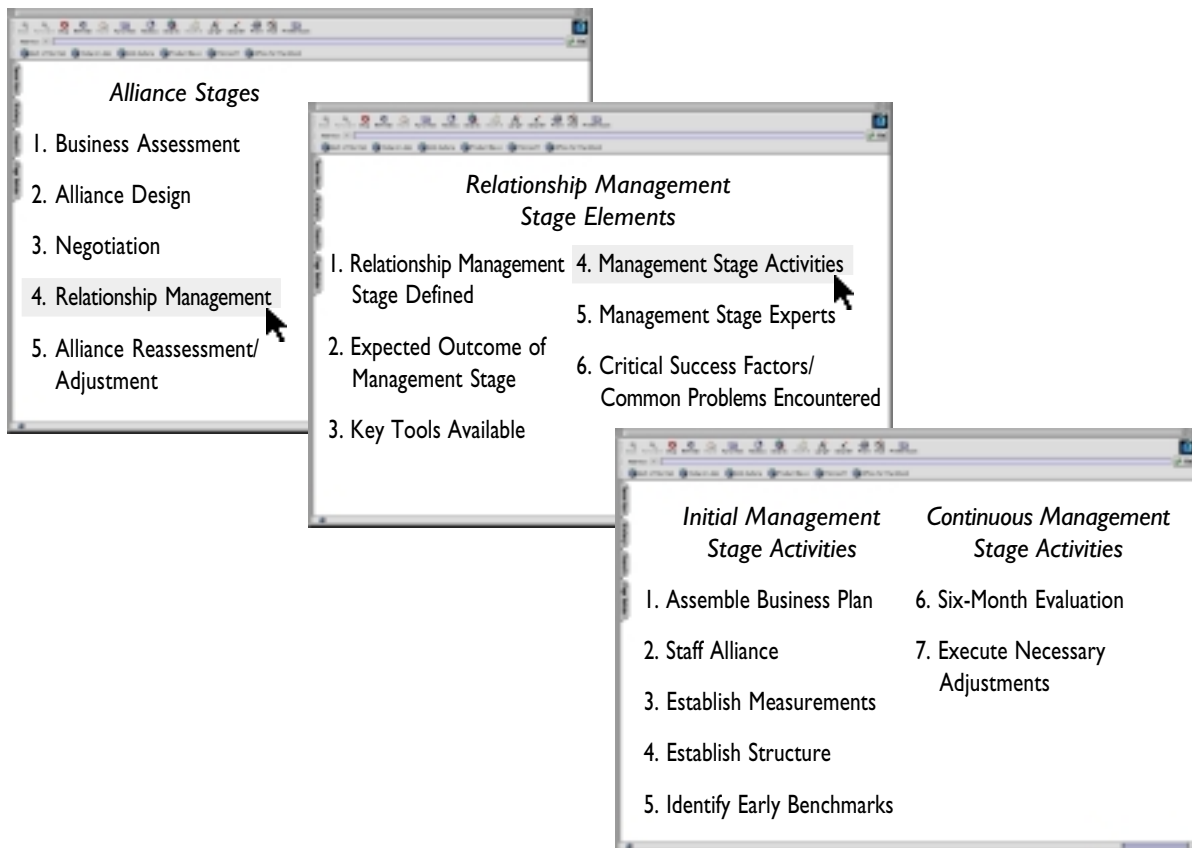 Alliance Stages
1. Business Assessment
2. Alliance Design
3. Negotiation
4. Relationship Management
5. Alliance Reassessment/
Adjustment
Relationship Management
Stage Elements
1. Relationship Management
Stage Defined
2. Expected Outcome of
Management Stage
3. Key Tools Available
4. Management Stage Activities
5. Management Stage Experts
6. Critical Success Factors/
Common Problems Encountered
Initial Management
Stage Activities
1. Assemble Business Plan
2. Staff Alliance
3. Establish Measurements
4. Establish Structure
5. Identify Early Benchmarks
Continuous Management
Stage Activities
6. Six-Month Evaluation
7. Execute Necessary
Adjustments